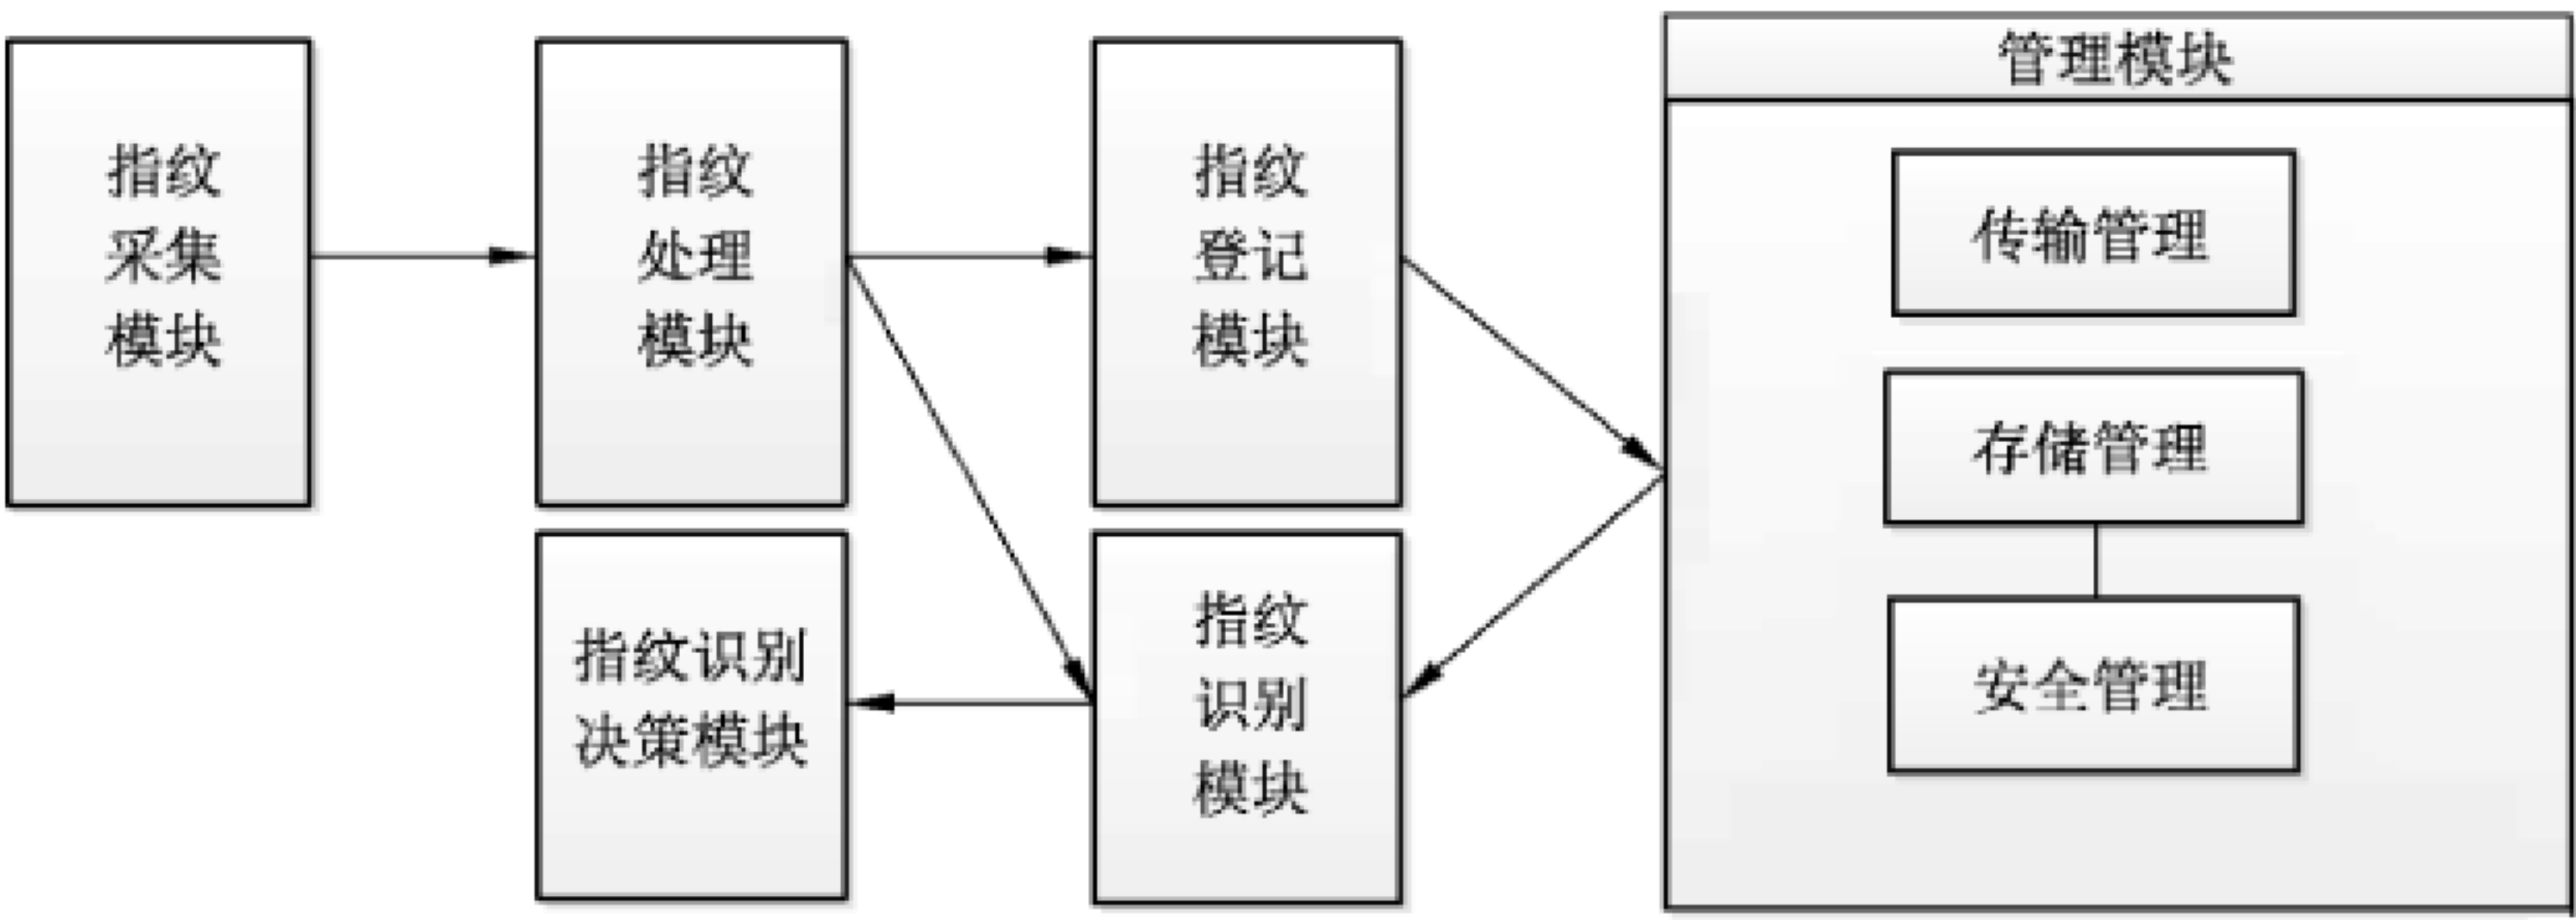 指纹
采集
模块
指纹
处理
模块
指纹
登记
模块
管理模块
传输管理
存储管理
安全管理
指纹识别
决策模块
指纹
识别
模块